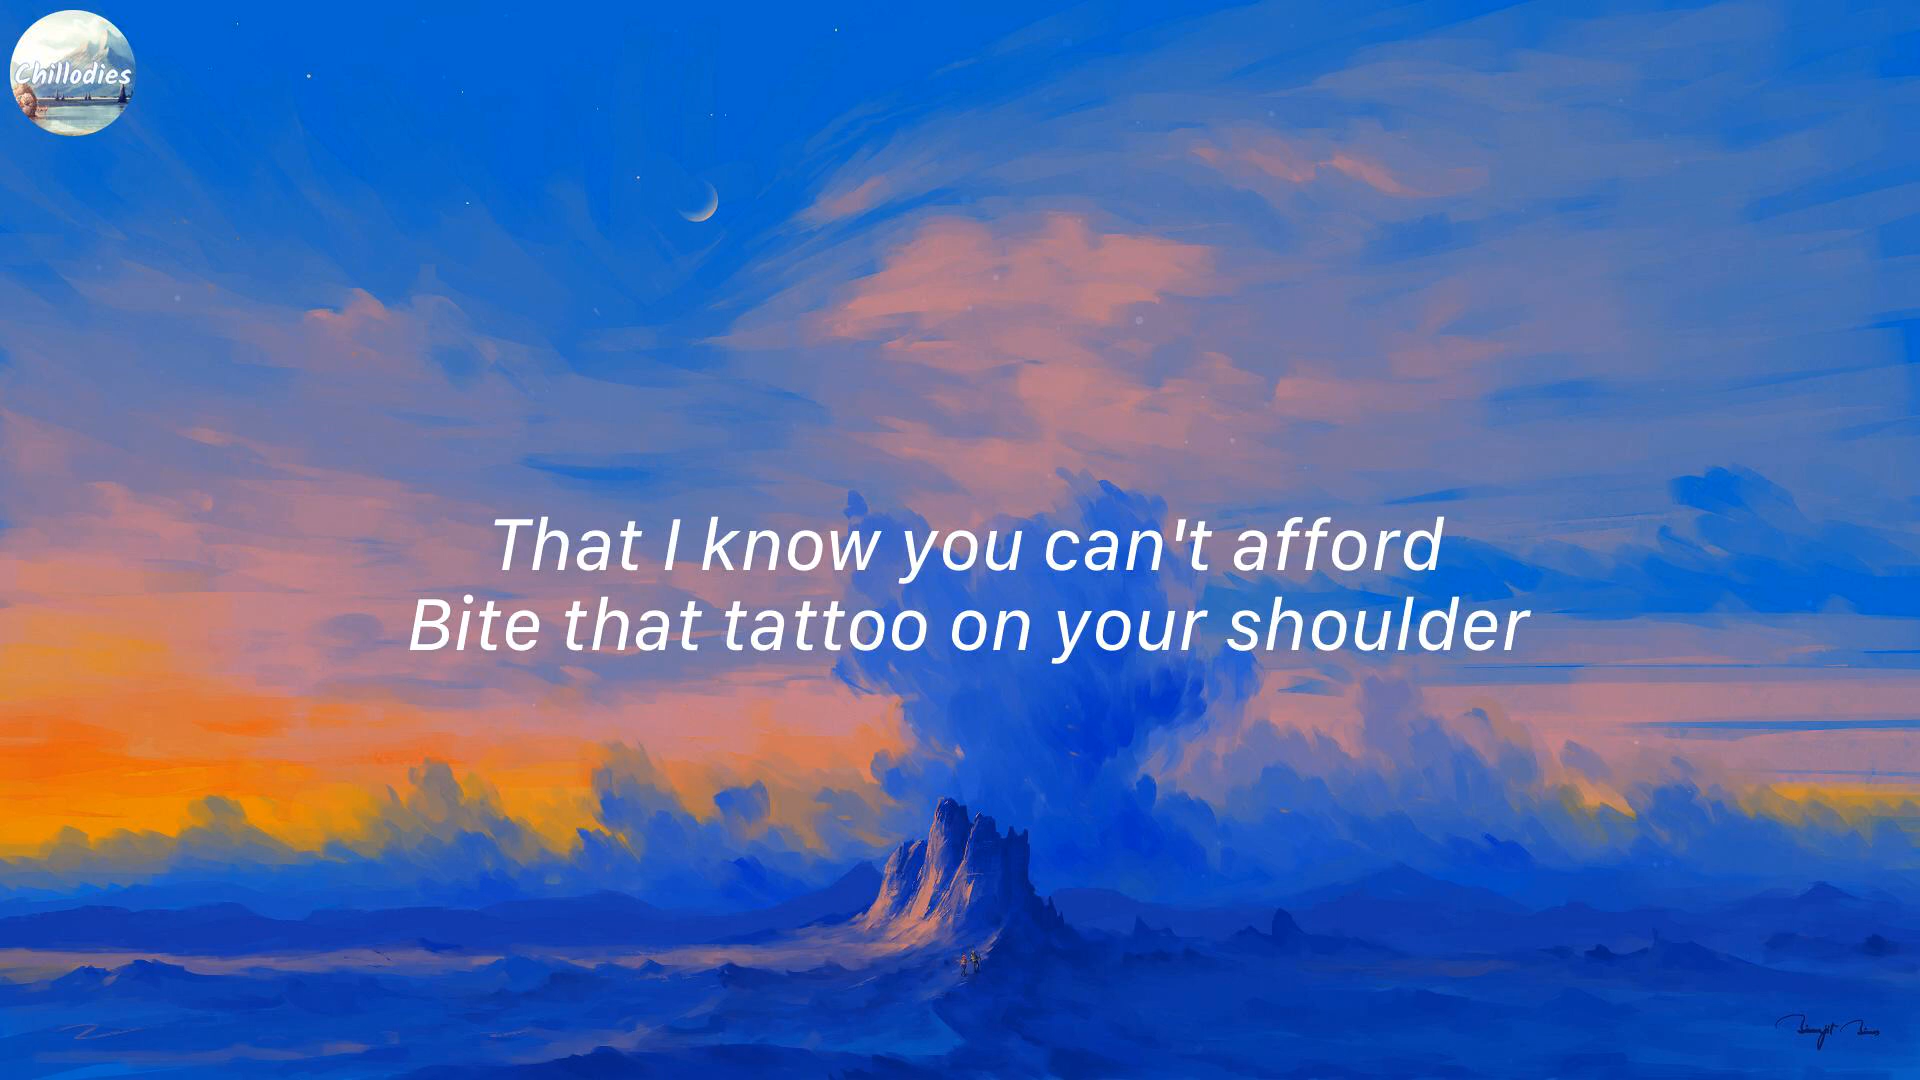 Chillodies
That I know you can't afford
Bite that tattoo on your shoulder